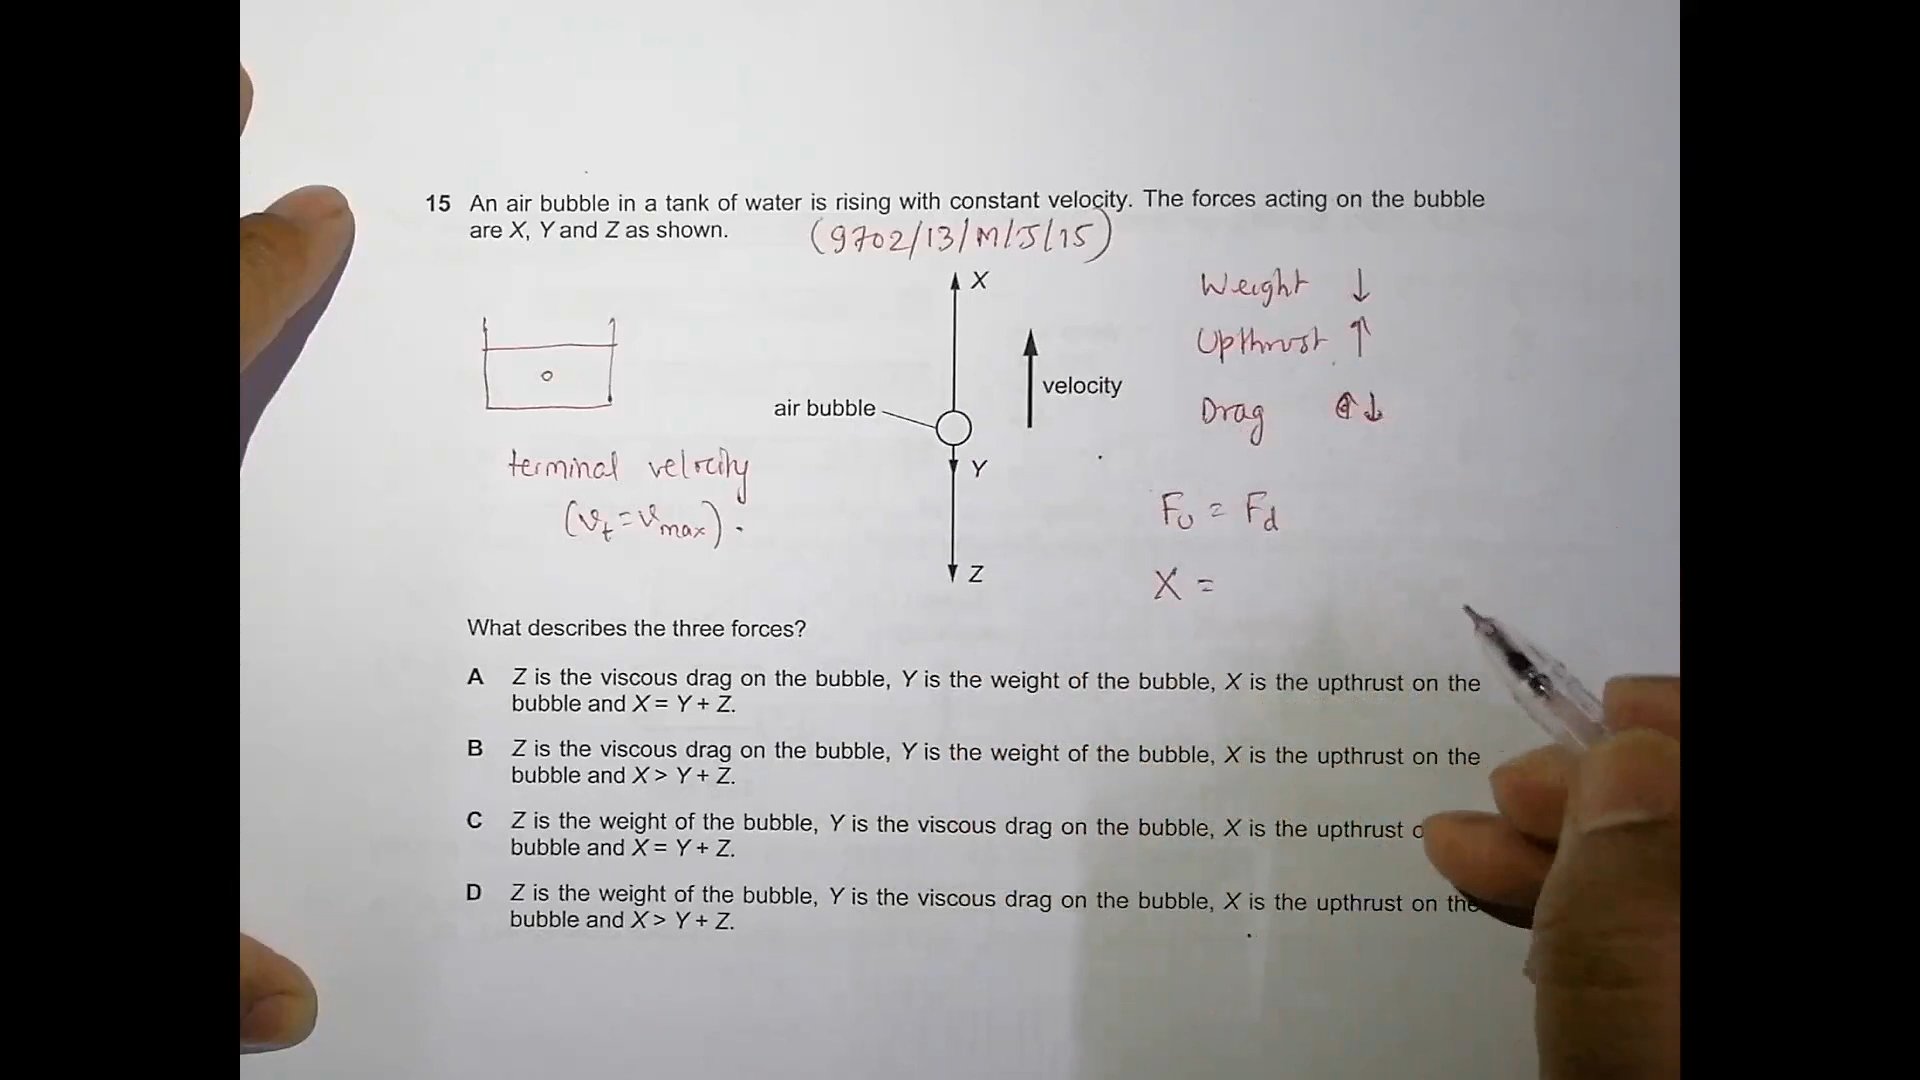 15 An air bubble in a tank of water is rising with constant velocity. The forces acting on the bubble
are X, Y and Z as shown.
(9702/13/M/J/15)
X
Weight ↓
Upthrust ↑
velocity
air bubble
Drag ↓
terminal velocity
Y
(vt = vmax).
Fu = Fd
Z
X =
What describes the three forces?
A Z is the viscous drag on the bubble, Y is the weight of the bubble, X is the upthrust on the
bubble and X = Y + Z.
B Z is the viscous drag on the bubble, Y is the weight of the bubble, X is the upthrust on the
bubble and X > Y + Z.
C Z is the weight of the bubble, Y is the viscous drag on the bubble, X is the upthrust
bubble and X = Y + Z.
D Z is the weight of the bubble, Y is the viscous drag on the bubble, X is the upthrust on the
bubble and X > Y + Z.